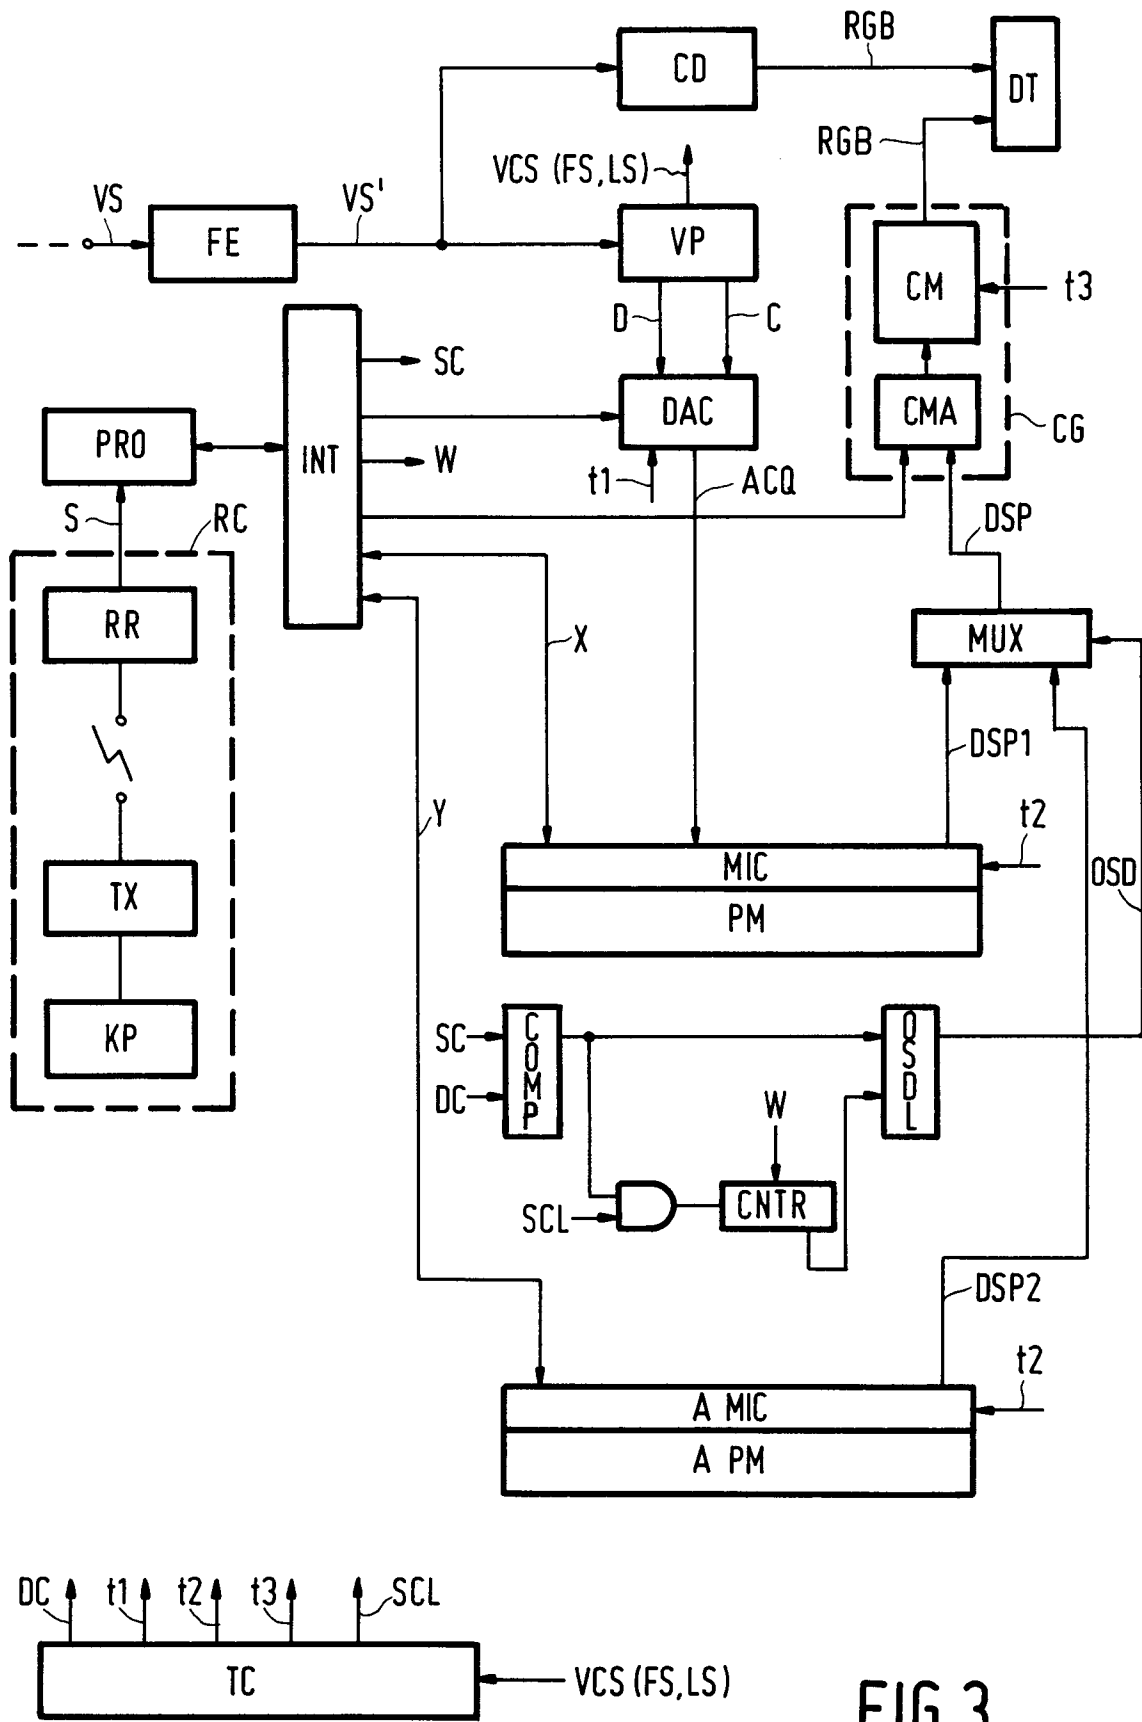 RGB
CD
DT
RGB
VCS (FS,LS)
VS
VS'
FE
VP
CM
t3
D
C
SC
DAC
CMA
CG
PRO
INT
W
t1
ACQ
S
RC
DSP
RR
X
MUX
DSP1
Y
t2
MIC
OSD
TX
PM
KP
SC
COMP
OSDL
DC
W
SCL
CNTR
DSP2
t2
A MIC
A PM
DC
t1
t2
t3
SCL
TC
VCS (FS,LS)
FIG.3